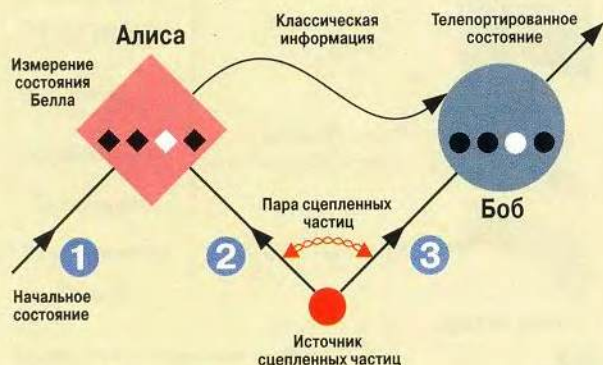 Алиса
Измерение
состояния
Белла
Классическая
информация
Телепортированное
состояние
Боб
Пара сцепленных
частиц
1
2
3
Начальное
состояние
Источник
сцепленных частиц